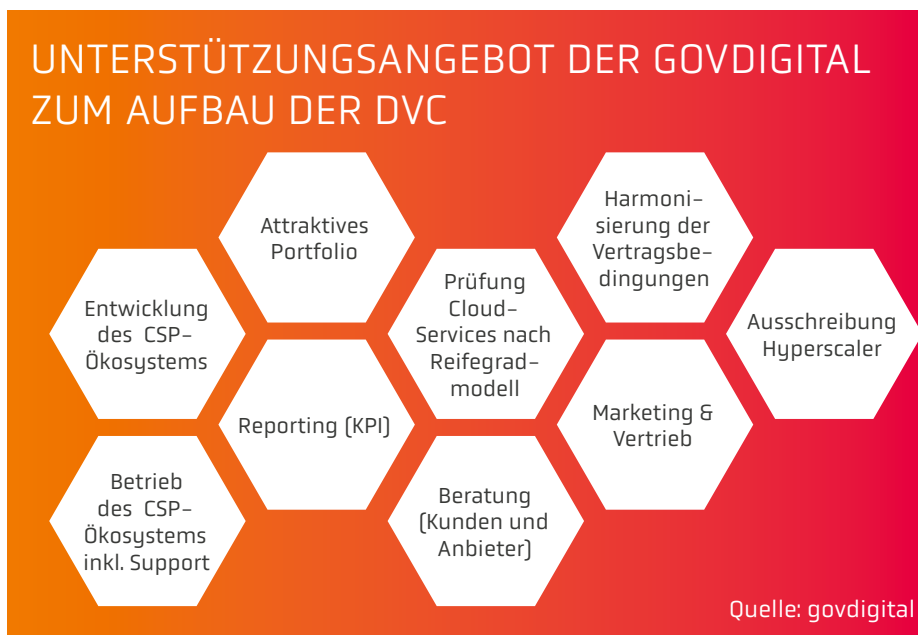 UNTERSTÜTZUNGSANGEBOT DER GOVDIGITAL
ZUM AUFBAU DER DVC
Entwicklung
des CSP-
Ökosystems
Betrieb
des CSP-
Ökosystems
inkl. Support
Attraktives
Portfolio
Reporting (KPI)
Prüfung
Cloud-
Services nach
Reifegrad-
modell
Beratung
(Kunden und
Anbieter)
Harmoni-
sierung der
Vertragsbe-
dingungen
Marketing &
Vertrieb
Ausschreibung
Hyperscaler
Quelle: govdigital